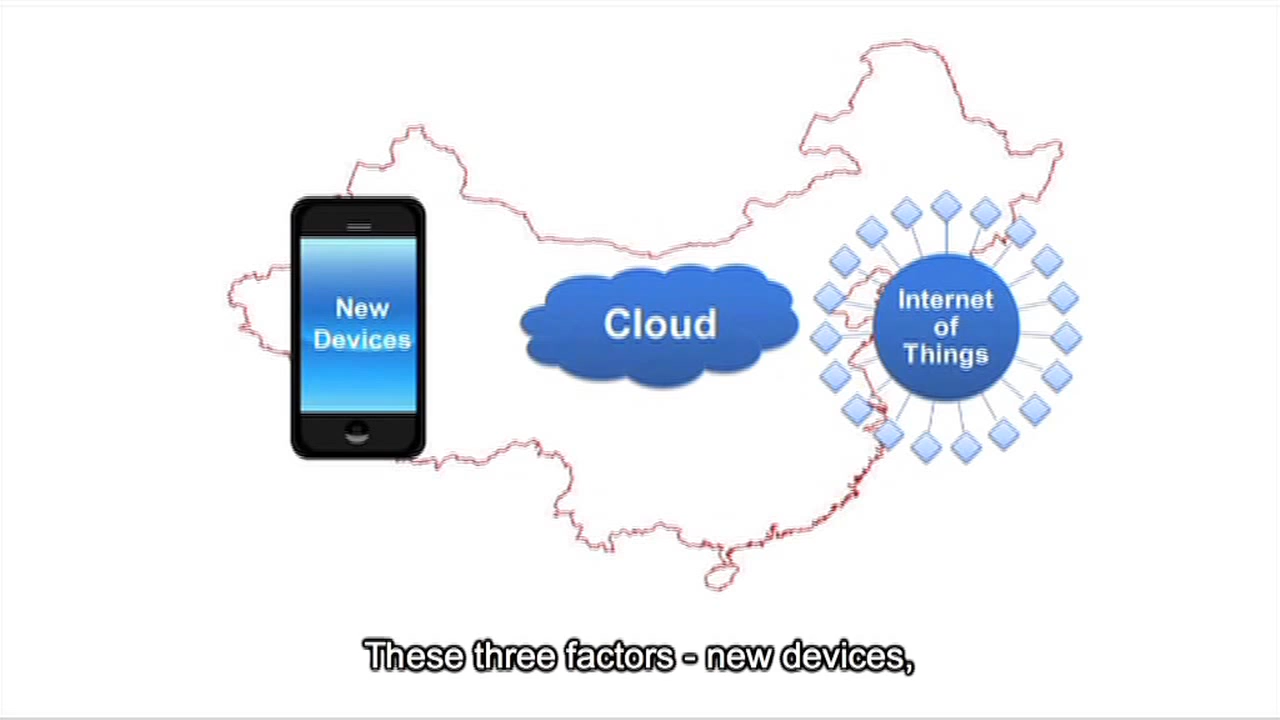 New
Devices
Cloud
Internet
of
Things
These three factors - new devices,